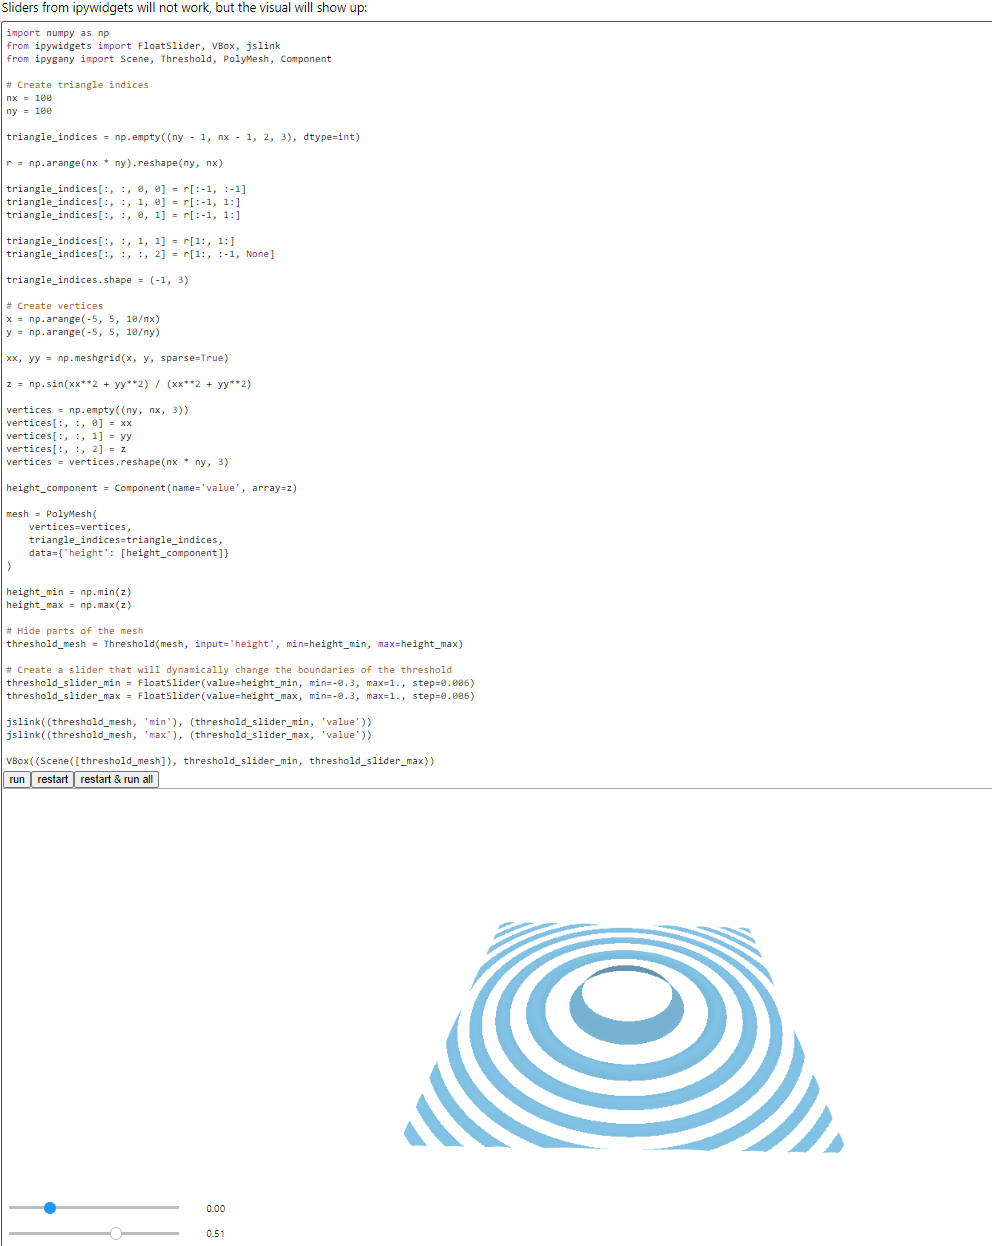 Sliders from ipywidgets will not work, but the visual will show up:
import numpy as np
from ipywidgets import FloatSlider, VBox, jslink
from ipygany import Scene, Threshold, PolyMesh, Component
# Create triangle indices
nx = 100
ny = 100
triangle_indices = np.empty((ny - 1, nx - 1, 2, 3), dtype=int)
r = np.arange(nx * ny).reshape(ny, nx)
triangle_indices[:, :, 0, 0] = r[:-1, :-1]
triangle_indices[:, :, 1, 0] = r[:-1, 1:]
triangle_indices[:, :, 0, 1] = r[:-1, 1:]
triangle_indices[:, :, 1, 1] = r[1:, 1:]
triangle_indices[:, :, :, 2] = r[1:, :-1, None]
triangle_indices.shape = (-1, 3)
# Create vertices
x = np.arange(-5, 5, 10/nx)
y = np.arange(-5, 5, 10/ny)
xx, yy = np.meshgrid(x, y, sparse=True)
z = np.sin(xx**2 + yy**2) / (xx**2 + yy**2)
vertices = np.empty((ny, nx, 3))
vertices[:, :, 0] = xx
vertices[:, :, 1] = yy
vertices[:, :, 2] = z
vertices = vertices.reshape(nx * ny, 3)
height_component = Component(name='value', array=z)
mesh = PolyMesh(
    vertices=vertices,
    triangle_indices=triangle_indices,
    data={'height': [height_component]}
)
height_min = np.min(z)
height_max = np.max(z)
# Hide parts of the mesh
threshold_mesh = Threshold(mesh, input='height', min=height_min, max=height_max)
# Create a slider that will dynamically change the boundaries of the threshold
threshold_slider_min = FloatSlider(value=height_min, min=-0.3, max=1., step=0.006)
threshold_slider_max = FloatSlider(value=height_max, min=-0.3, max=1., step=0.006)
jslink((threshold_mesh, 'min'), (threshold_slider_min, 'value'))
jslink((threshold_mesh, 'max'), (threshold_slider_max, 'value'))
VBox((Scene([threshold_mesh]), threshold_slider_min, threshold_slider_max))
run restart restart & run all
0.00
0.51